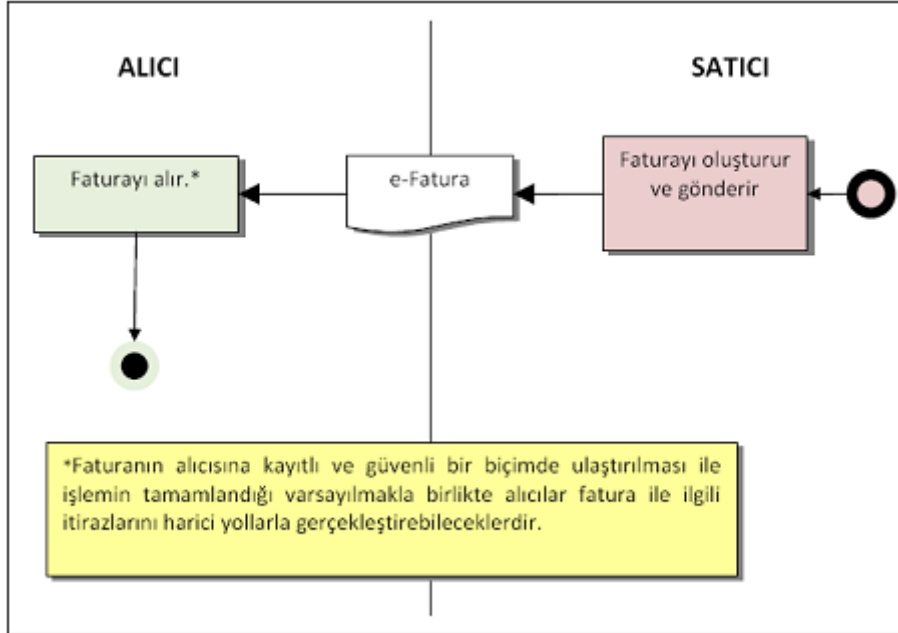 ALICI
SATICI
Faturayı alır.*
e-Fatura
Faturayı oluşturur
ve gönderir
*Faturanın alıcısına kayıtlı ve güvenli bir biçimde ulaştırılması ile
işlemin tamamlandığı varsayılmakla birlikte alıcılar fatura ile ilgili
itirazlarını harici yollarla gerçekleştirebileceklerdir.